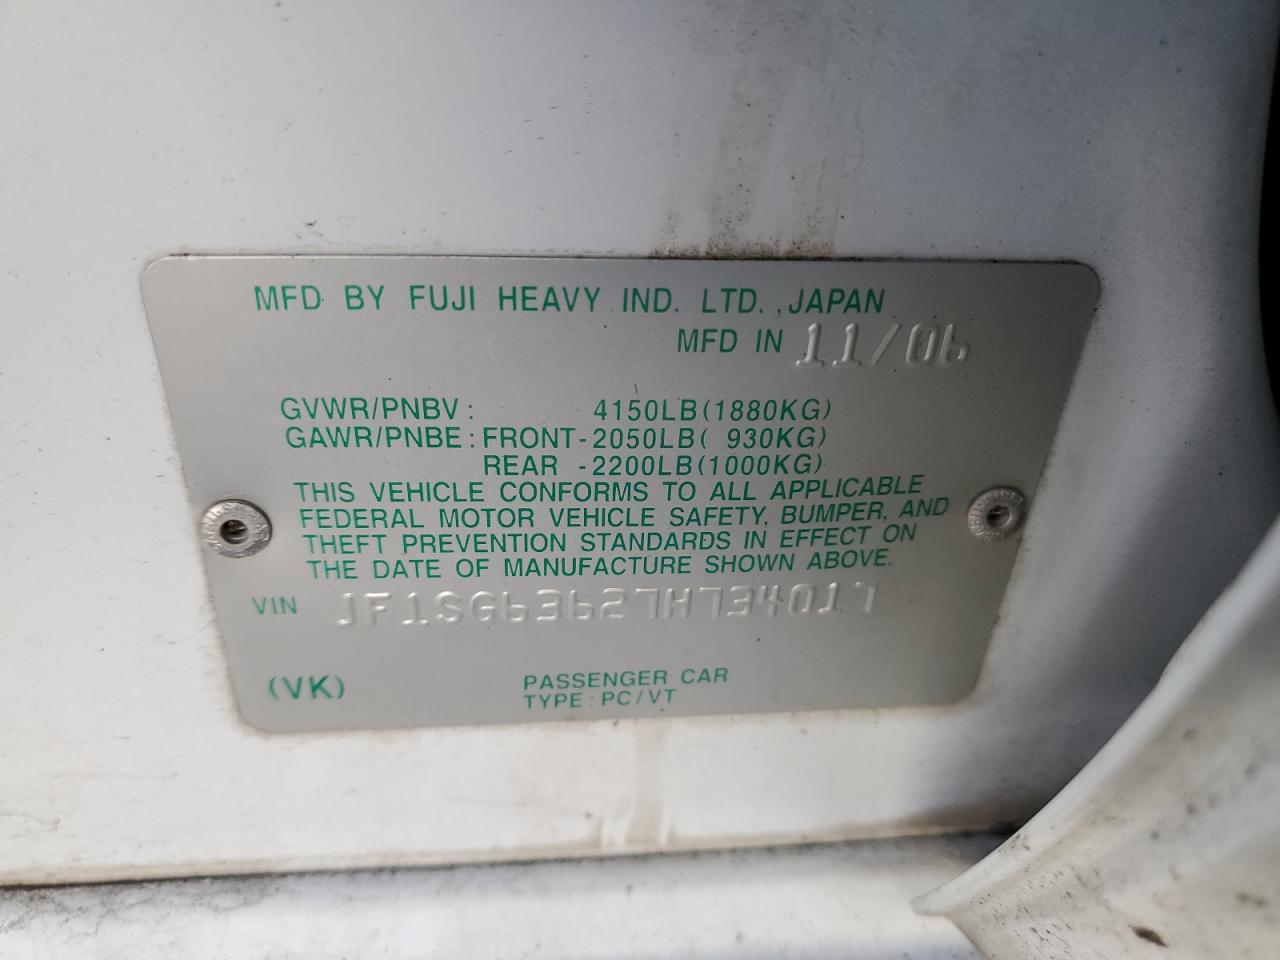 MFD BY FUJI HEAVY IND. LTD., JAPAN
MFD IN 11/06
GVWR/PNBV: 4150LB(1880KG)
GAWR/PNBE: FRONT-2050LB( 930KG)
REAR -2200LB(1000KG)
THIS VEHICLE CONFORMS TO ALL APPLICABLE
FEDERAL MOTOR VEHICLE SAFETY, BUMPER, AND
THEFT PREVENTION STANDARDS IN EFFECT ON
THE DATE OF MANUFACTURE SHOWN ABOVE.
VIN JF1SG63627H734017
(VK) PASSENGER CAR
TYPE: PC/VT